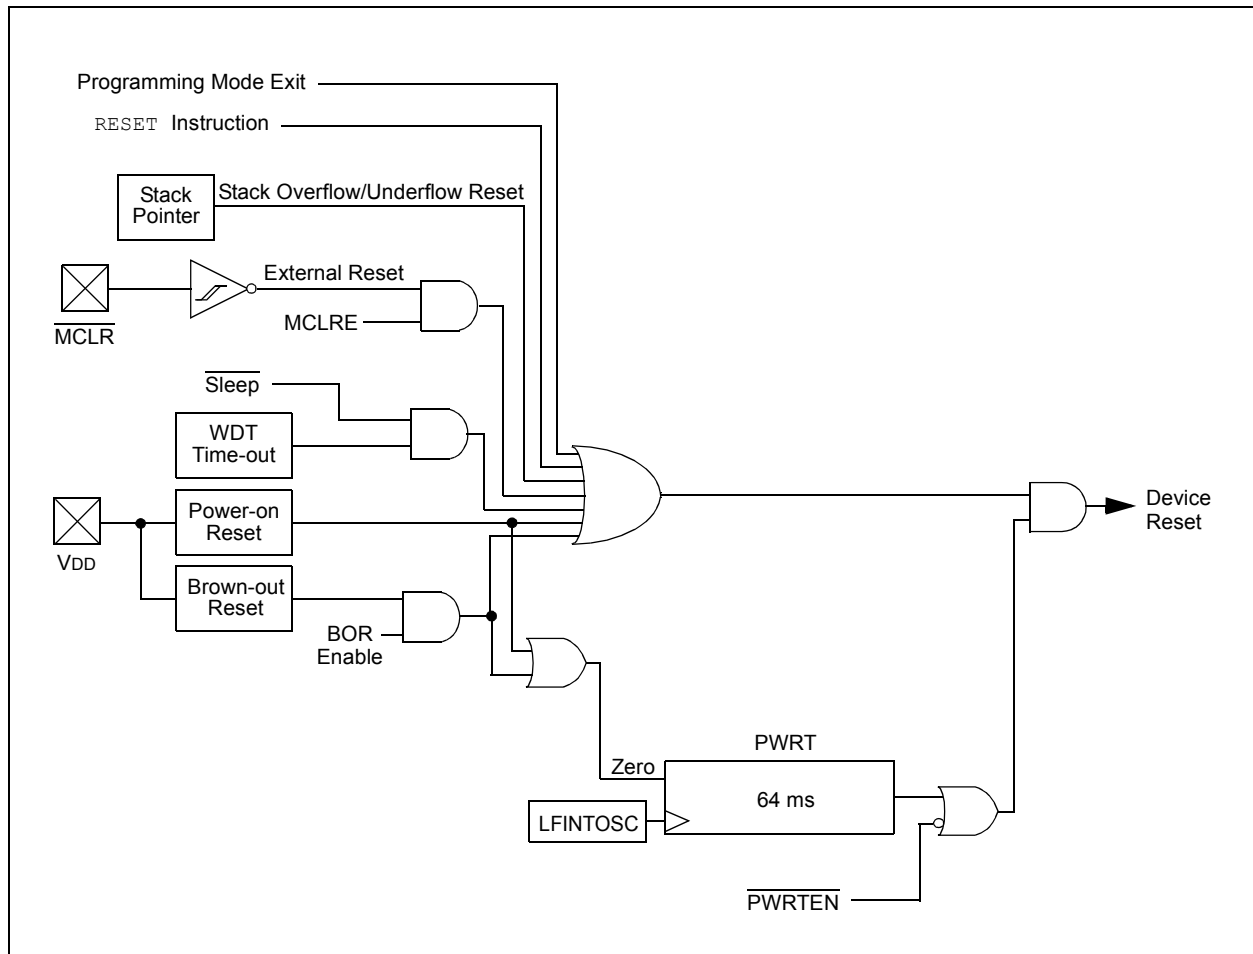 Programming Mode Exit
RESET Instruction
Stack
Pointer
Stack Overflow/Underflow Reset
External Reset
MCLR
MCLRE
Sleep
WDT
Time-out
VDD
Power-on
Reset
Brown-out
Reset
BOR
Enable
Device
Reset
PWRT
Zero
64 ms
LFINTOSC
PWRTEN